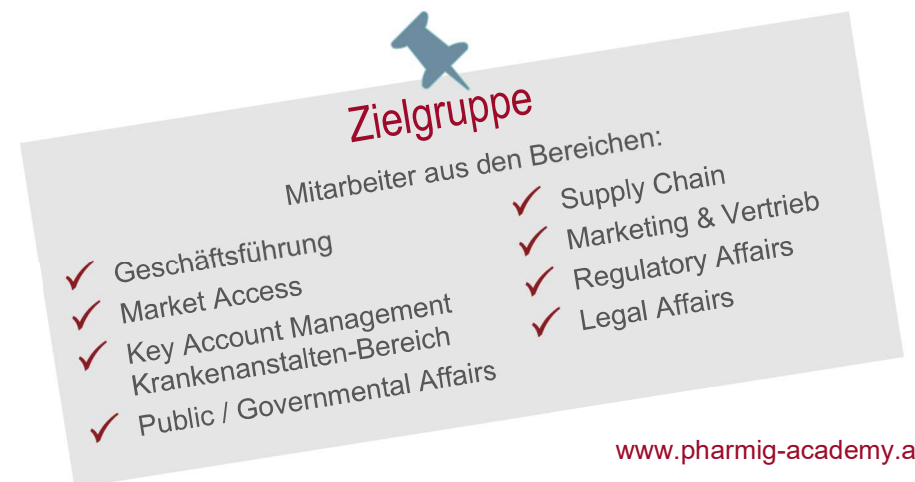 Zielgruppe
Mitarbeiter aus den Bereichen:
Geschäftsführung
Market Access
Key Account Management
Krankenanstalten-Bereich
Public / Governmental Affairs
Supply Chain
Marketing & Vertrieb
Regulatory Affairs
Legal Affairs
www.pharmig-academy.a